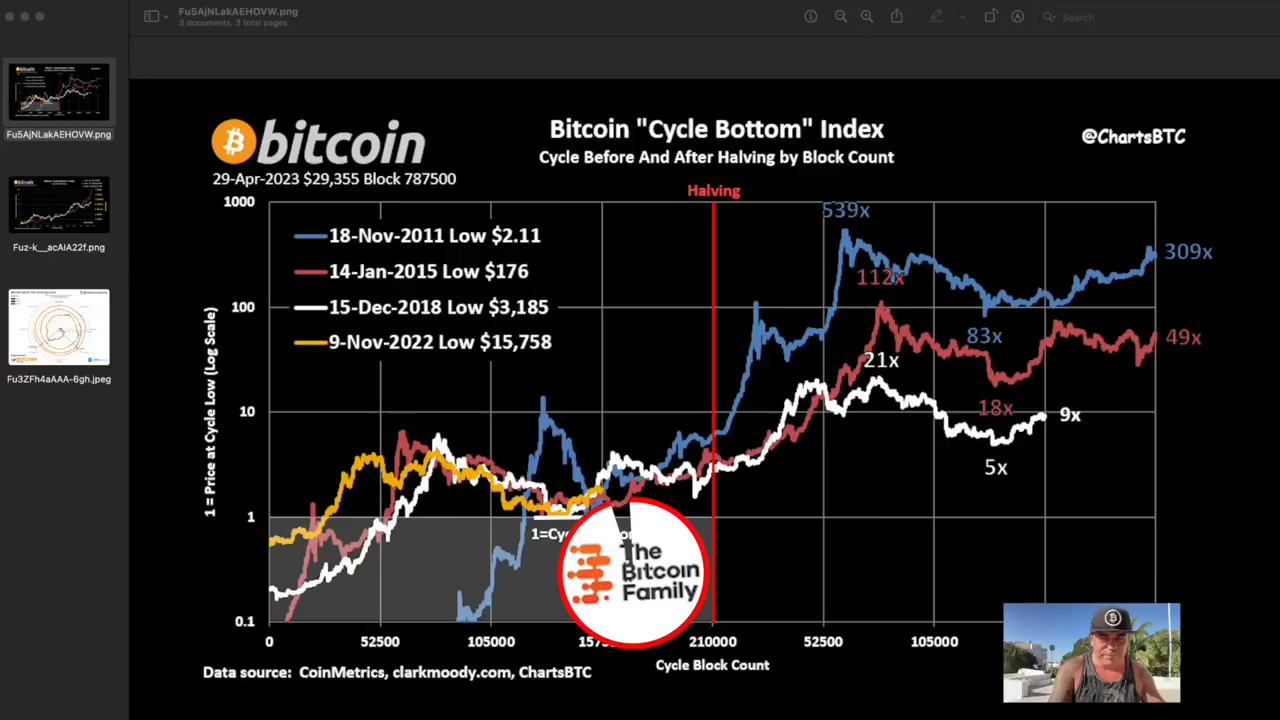 Fu5AjNLakAEHOVW.png
3 documents, 3 total pages
Search
Fu5AjNLakAEHOVW.png
Fuz-k__acAIA22f.png
Fu3ZFh4aAAA-6gh.jpeg
bitcoin
29-Apr-2023 $29,355 Block 787500
Bitcoin "Cycle Bottom" Index
Cycle Before And After Halving by Block Count
@ChartsBTC
Halving
1 = Price at Cycle Low (Log Scale)
1000
100
10
1
0.1
18-Nov-2011 Low $2.11
14-Jan-2015 Low $176
15-Dec-2018 Low $3,185
9-Nov-2022 Low $15,758
539x
309x
112x
83x
49x
21x
18x
9x
5x
The
Bitcoin
Family
0
52500
105000
210000
52500
105000
Cycle Block Count
Data source: CoinMetrics, clarkmoody.com, ChartsBTC